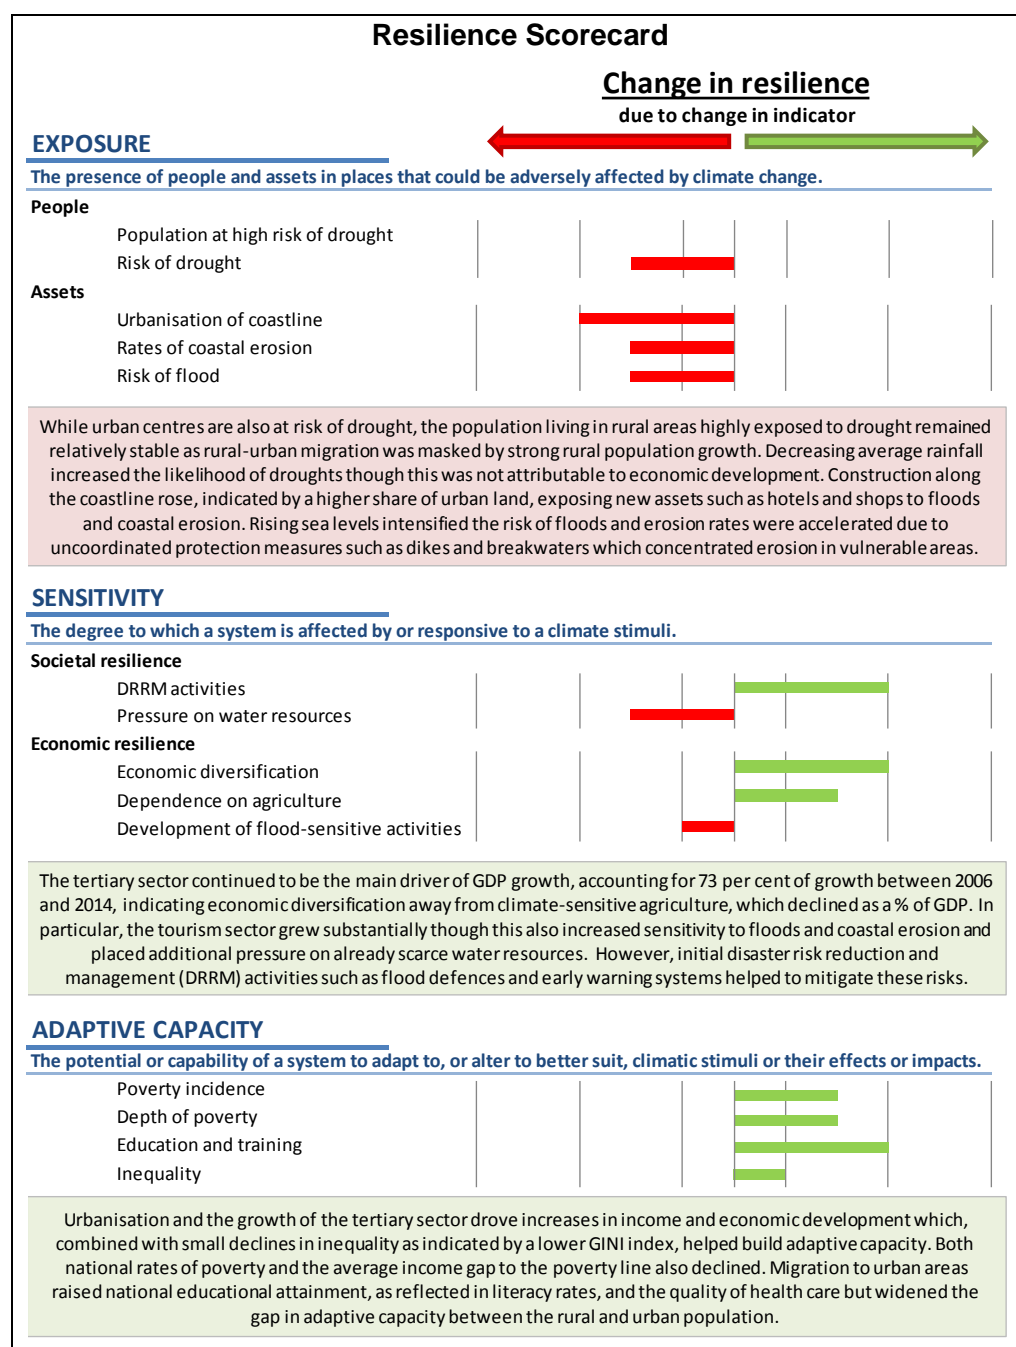 Resilience Scorecard
Change in resilience
due to change in indicator
EXPOSURE
The presence of people and assets in places that could be adversely affected by climate change.
People
Population at high risk of drought
Risk of drought
Assets
Urbanisation of coastline
Rates of coastal erosion
Risk of flood
While urban centres are also at risk of drought, the population living in rural areas highly exposed to drought remained
relatively stable as rural-urban migration was masked by strong rural population growth. Decreasing average rainfall
increased the likelihood of droughts though this was not attributable to economic development. Construction along
the coastline rose, indicated by a higher share of urban land, exposing new assets such as hotels and shops to floods
and coastal erosion. Rising sea levels intensified the risk of floods and erosion rates were accelerated due to
uncoordinated protection measures such as dikes and breakwaters which concentrated erosion in vulnerable areas.
SENSITIVITY
The degree to which a system is affected by or responsive to a climate stimuli.
Societal resilience
DRRM activities
Pressure on water resources
Economic resilience
Economic diversification
Dependence on agriculture
Development of flood-sensitive activities
The tertiary sector continued to be the main driver of GDP growth, accounting for 73 per cent of growth between 2006
and 2014, indicating economic diversification away from climate-sensitive agriculture, which declined as a % of GDP. In
particular, the tourism sector grew substantially though this also increased sensitivity to floods and coastal erosion and
placed additional pressure on already scarce water resources. However, initial disaster risk reduction and
management (DRRM) activities such as flood defences and early warning systems helped to mitigate these risks.
ADAPTIVE CAPACITY
The potential or capability of a system to adapt to, or alter to better suit, climatic stimuli or their effects or impacts.
Poverty incidence
Depth of poverty
Education and training
Inequality
Urbanisation and the growth of the tertiary sector drove increases in income and economic development which,
combined with small declines in inequality as indicated by a lower GINI index, helped build adaptive capacity. Both
national rates of poverty and the average income gap to the poverty line also declined. Migration to urban areas
raised national educational attainment, as reflected in literacy rates, and the quality of health care but widened the
gap in adaptive capacity between the rural and urban population.